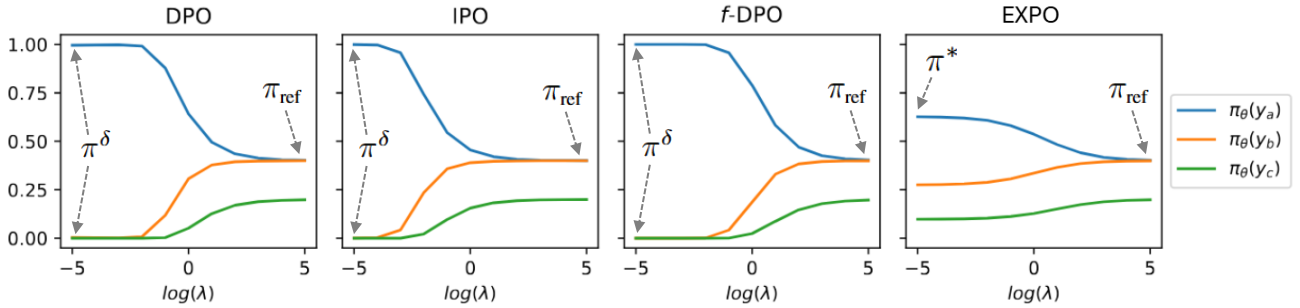 DPO
IPO
f-DPO
EXPO
1.00
0.75
0.50
0.25
0.00
π^δ
π_ref
π^δ
π_ref
π^δ
π_ref
π*
π_ref
π_θ(y_a)
π_θ(y_b)
π_θ(y_c)
−5 0 5
−5 0 5
−5 0 5
−5 0 5
log(λ)
log(λ)
log(λ)
log(λ)